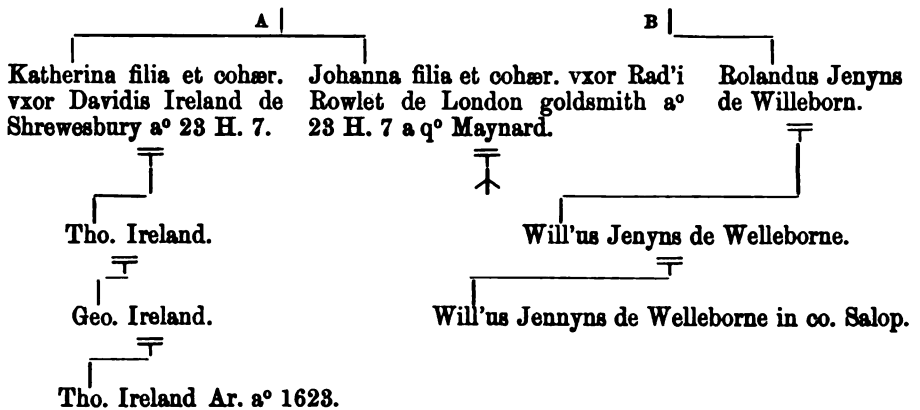 A
B
Katherina filia et cohær.
vxor Davidis Ireland de
Shrewesbury aº 23 H. 7.
Johanna filia et cohær. vxor Rad'i
Rowlet de London goldsmith aº
23 H. 7 a qº Maynard.
Rolandus Jenyns
de Willeborn.
Tho. Ireland.
Will'us Jenyns de Welleborne.
Geo. Ireland.
Will'us Jennyns de Welleborne in co. Salop.
Tho. Ireland Ar. aº 1623.